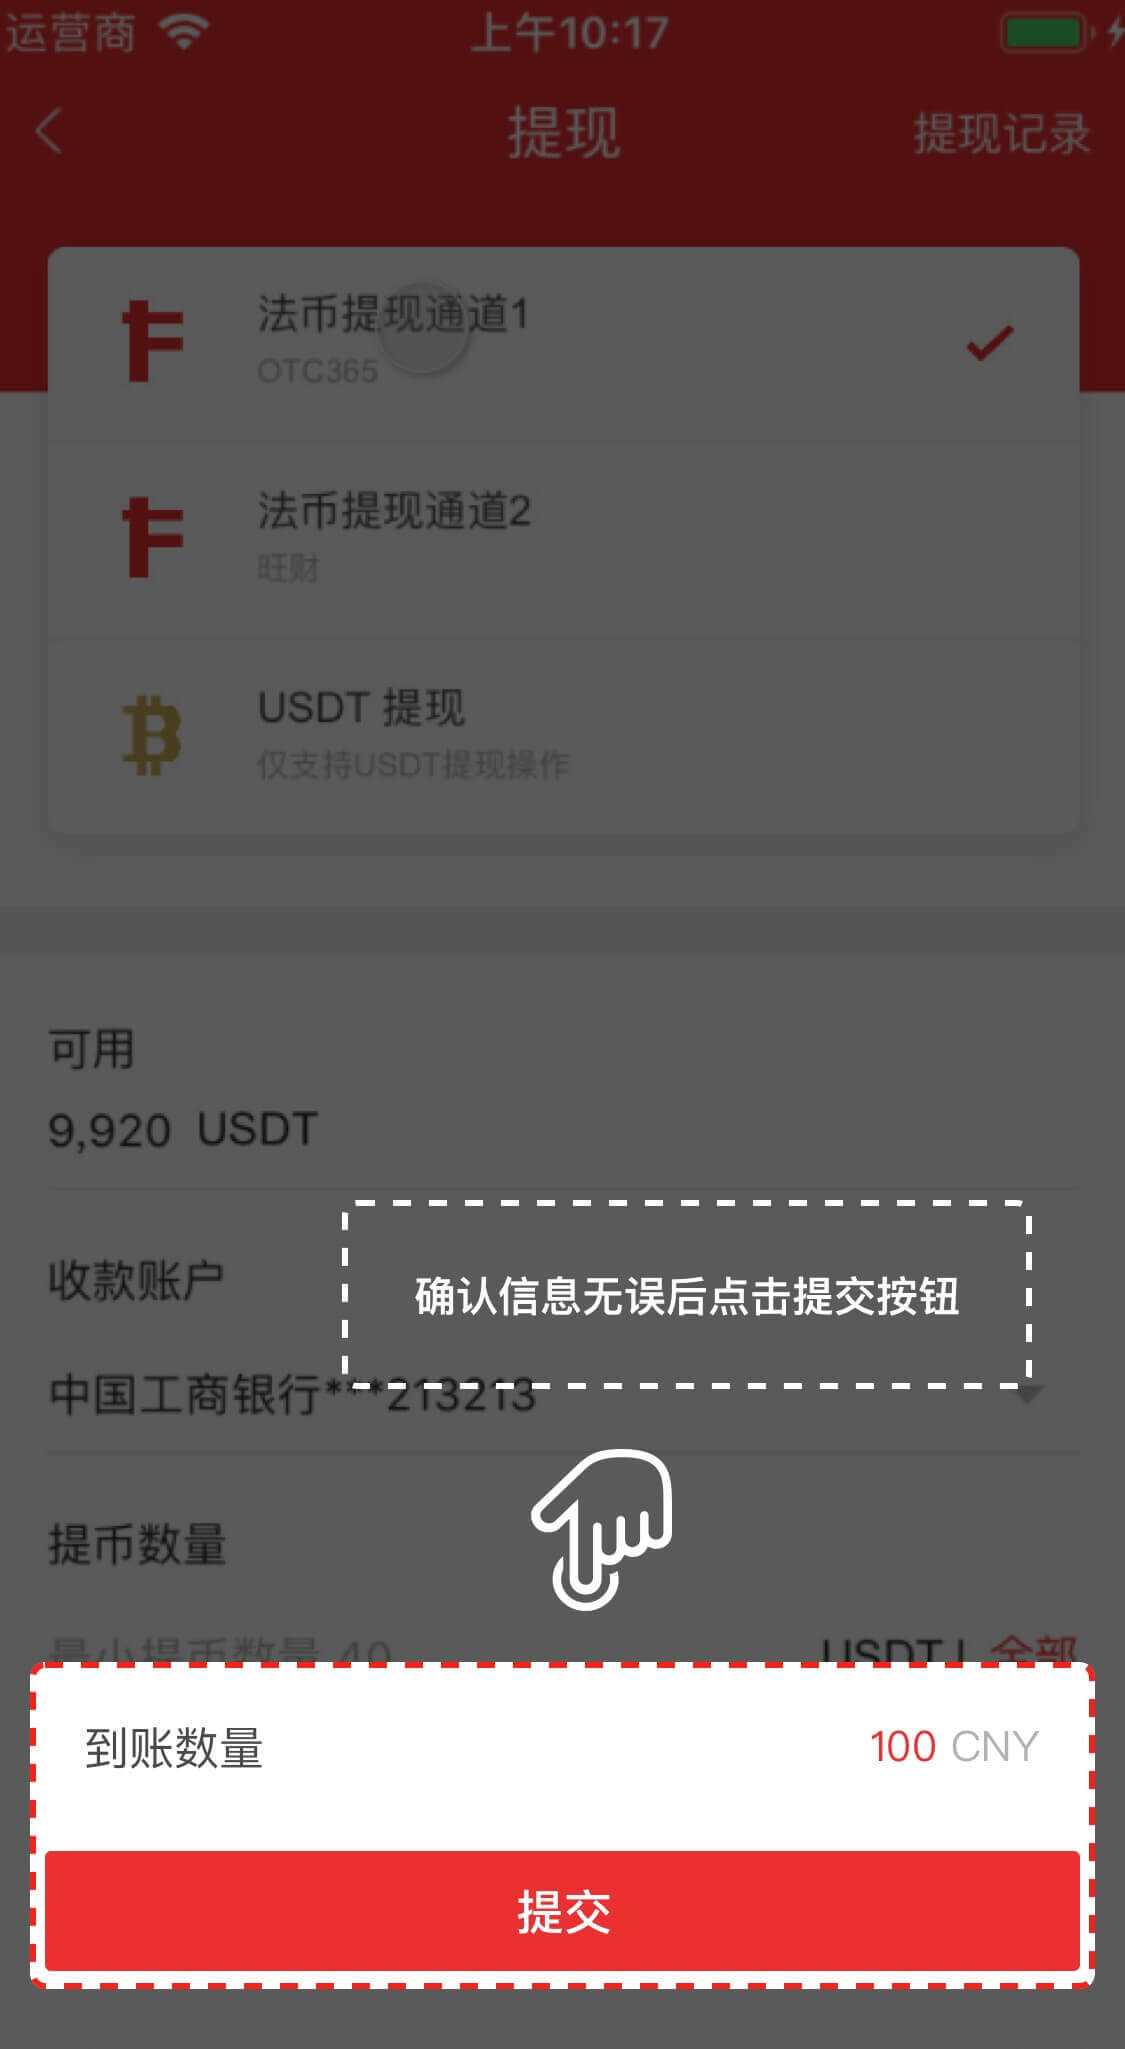 运营商 上午10:17
提现 提现记录
法币提现通道1
OTC365
法币提现通道2
旺财
USDT 提现
仅支持USDT提现操作
可用
9,920 USDT
收款账户
确认信息无误后点击提交按钮
中国工商银行***213213
提币数量
最小提币数量 40 USDT | 全部
到账数量 100 CNY
提交